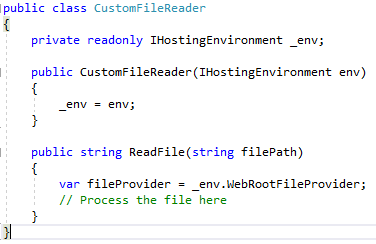 public class CustomFileReader
{
    private readonly IHostingEnvironment _env;

    public CustomFileReader(IHostingEnvironment env)
    {
        _env = env;
    }

    public string ReadFile(string filePath)
    {
        var fileProvider = _env.WebRootFileProvider;
        // Process the file here
    }
}